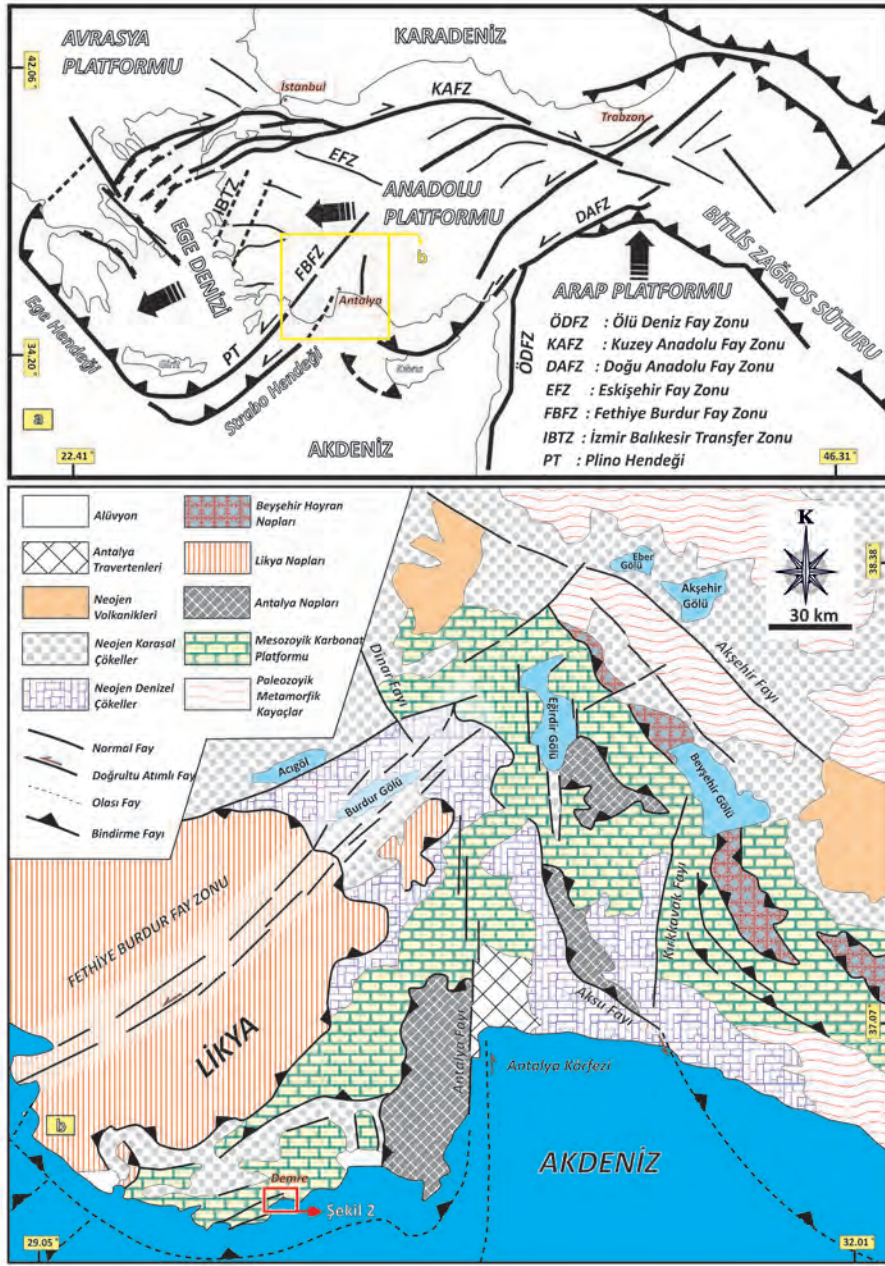 AVRASYA
PLATFORMU
KARADENİZ
42.06°
İstanbul
KAFZ
Trabzon
EFZ
IBTZ
ANADOLU
PLATFORMU
EGE DENİZİ
FBFZ
b
DAFZ
BİTLİS ZAĞROS SÜTURU
Antalya
Ege Hendeği
34.20°
Girit
PT
Strabo Hendeği
Kıbrıs
ÖDFZ
ARAP PLATFORMU
ÖDFZ : Ölü Deniz Fay Zonu
KAFZ : Kuzey Anadolu Fay Zonu
DAFZ : Doğu Anadolu Fay Zonu
EFZ : Eskişehir Fay Zonu
FBFZ : Fethiye Burdur Fay Zonu
IBTZ : İzmir Balıkesir Transfer Zonu
PT : Plino Hendeği
a
AKDENİZ
22.41°
46.31°
Alüvyon
Antalya
Travertenleri
Neojen
Volkanikleri
Neojen Karasal
Çökeller
Neojen Denizel
Çökeller
Beyşehir Hoyran
Napları
Likya Napları
Antalya Napları
Mesozoyik Karbonat
Platformu
Paleozoyik
Metamorfik
Kayaçlar
Normal Fay
Doğrultu Atımlı Fay
Olası Fay
Bindirme Fayı
K
30 km
38.38°
Eber
Gölü
Akşehir
Gölü
Akşehir Fayı
Dinar Fayı
Eğirdir Gölü
Acıgöl
Burdur Gölü
Beyşehir Gölü
Kırkkavak Fayı
FETHİYE BURDUR FAY ZONU
LİKYA
Antalya Fayı
Aksu Fayı
37.07°
Antalya Körfezi
b
AKDENİZ
Demre
Şekil 2
29.05°
32.01°